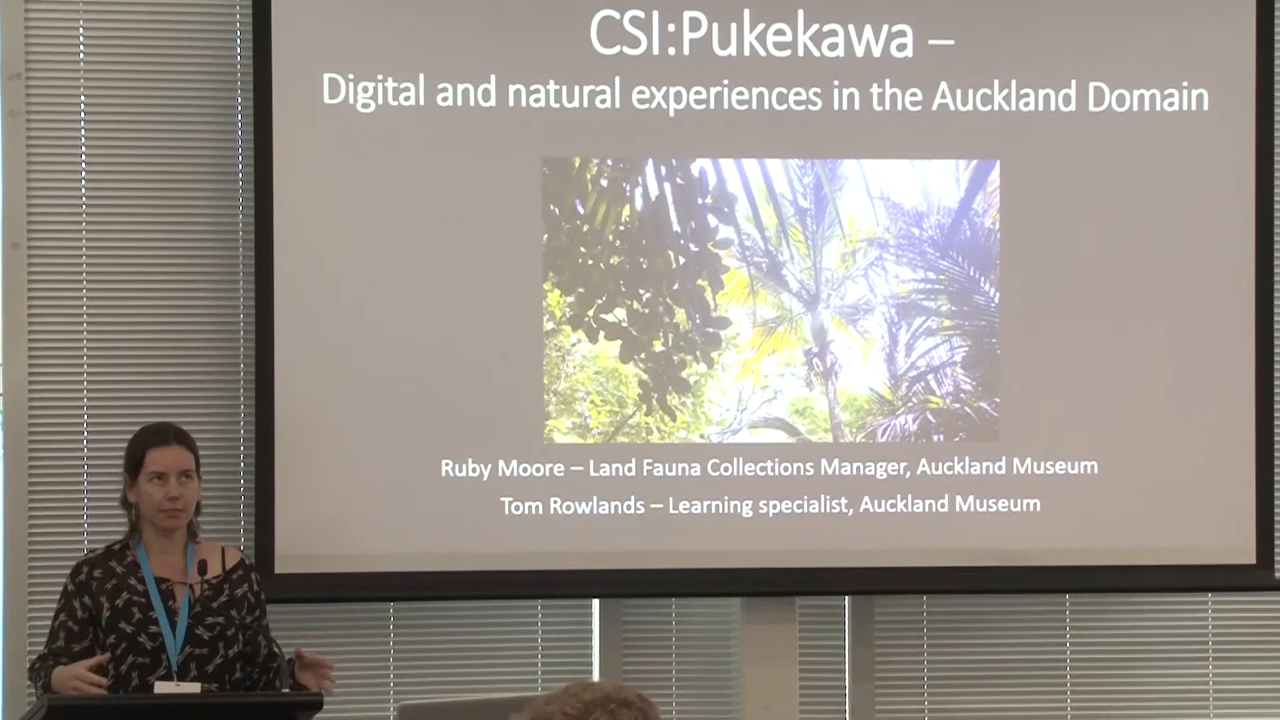 CSI:Pukekawa –
Digital and natural experiences in the Auckland Domain
Ruby Moore – Land Fauna Collections Manager, Auckland Museum
Tom Rowlands – Learning specialist, Auckland Museum